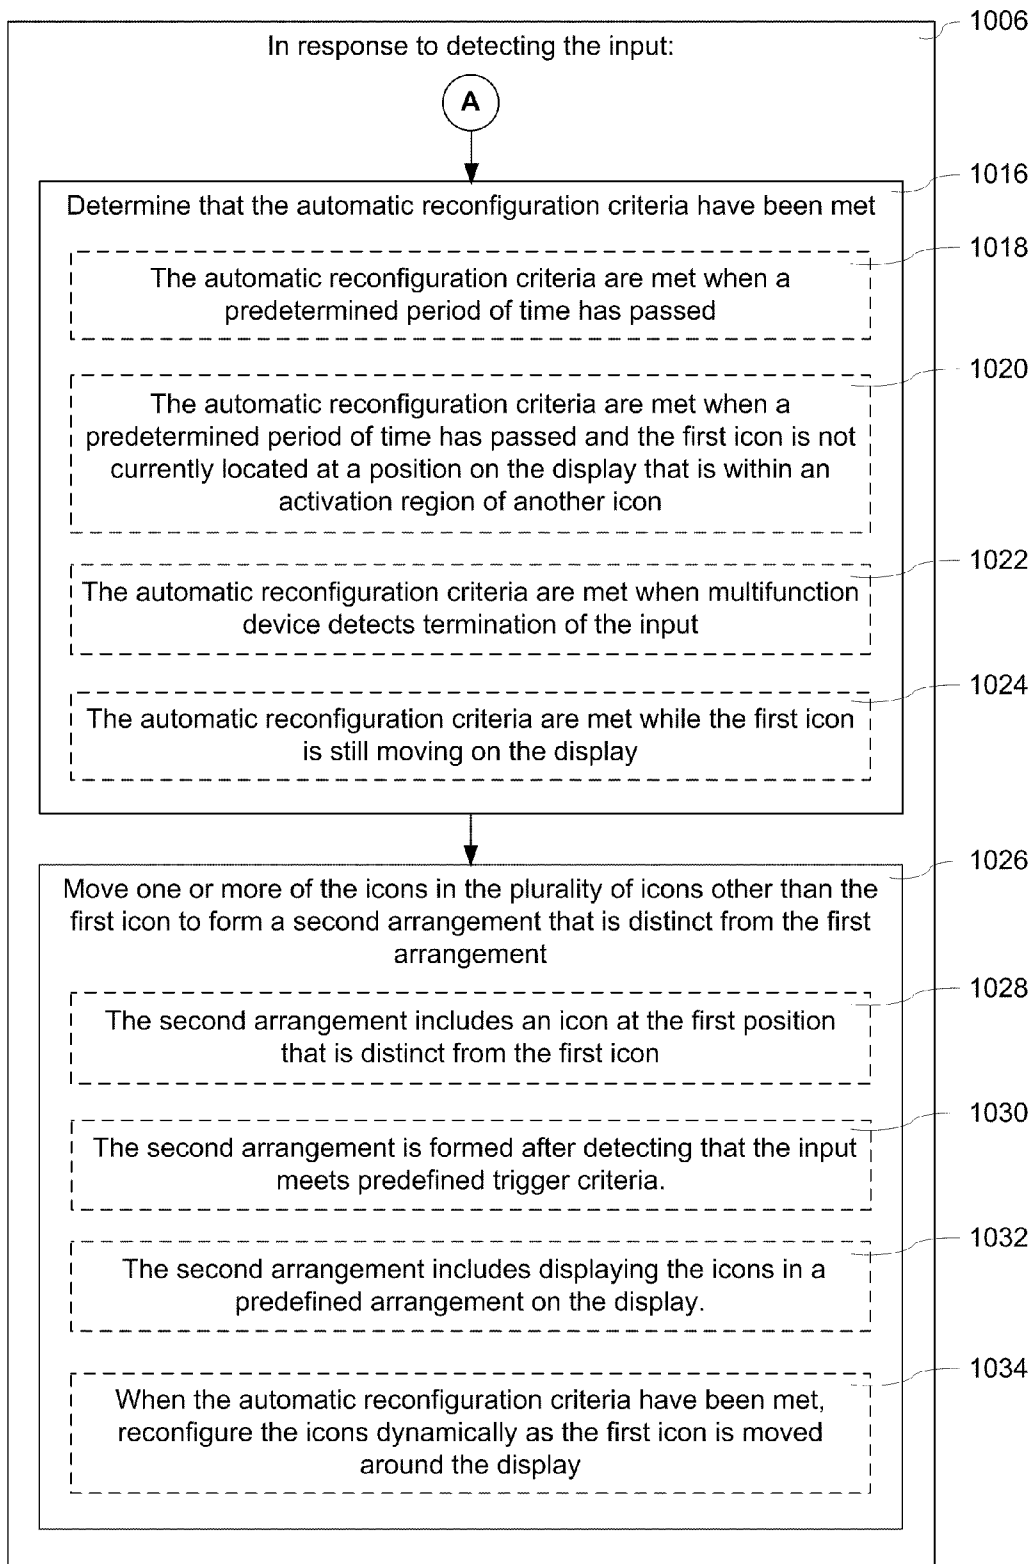 1006
In response to detecting the input:
A
1016
Determine that the automatic reconfiguration criteria have been met
1018
The automatic reconfiguration criteria are met when a
predetermined period of time has passed
1020
The automatic reconfiguration criteria are met when a
predetermined period of time has passed and the first icon is not
currently located at a position on the display that is within an
activation region of another icon
1022
The automatic reconfiguration criteria are met when multifunction
device detects termination of the input
1024
The automatic reconfiguration criteria are met while the first icon
is still moving on the display
1026
Move one or more of the icons in the plurality of icons other than the
first icon to form a second arrangement that is distinct from the first
arrangement
1028
The second arrangement includes an icon at the first position
that is distinct from the first icon
1030
The second arrangement is formed after detecting that the input
meets predefined trigger criteria.
1032
The second arrangement includes displaying the icons in a
predefined arrangement on the display.
1034
When the automatic reconfiguration criteria have been met,
reconfigure the icons dynamically as the first icon is moved
around the display